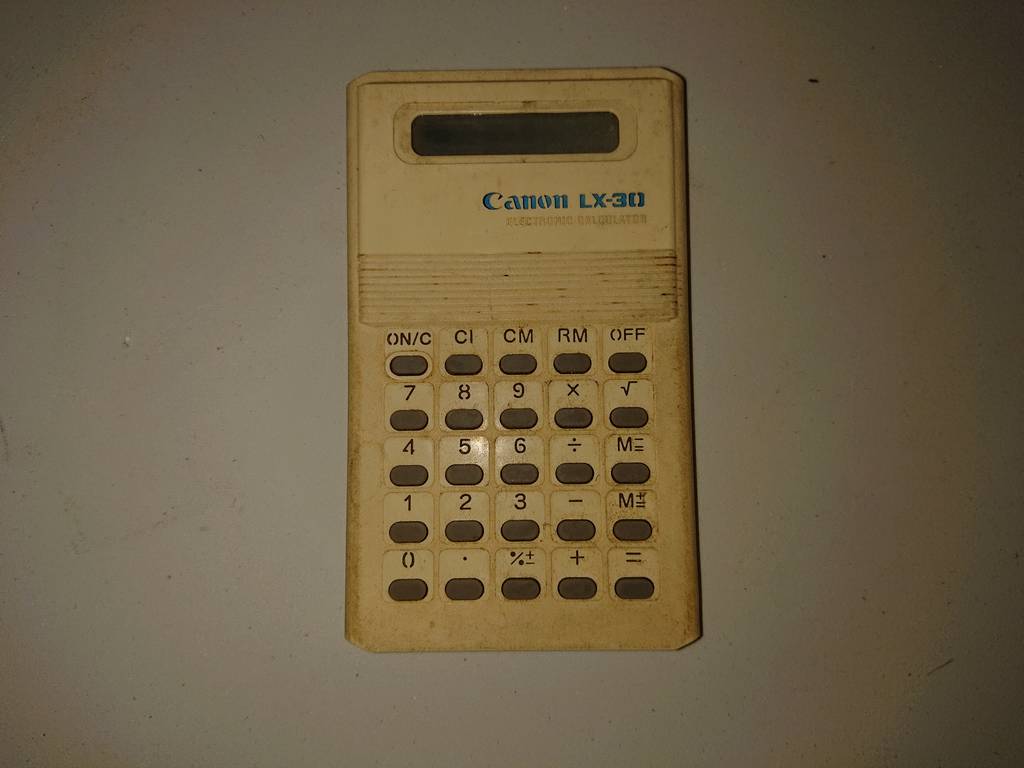 Canon LX-30
ELECTRONIC CALCULATOR
ON/C CI CM RM OFF
7 8 9 × √
4 5 6 ÷ M=
1 2 3 − M±=
0 · %± + =